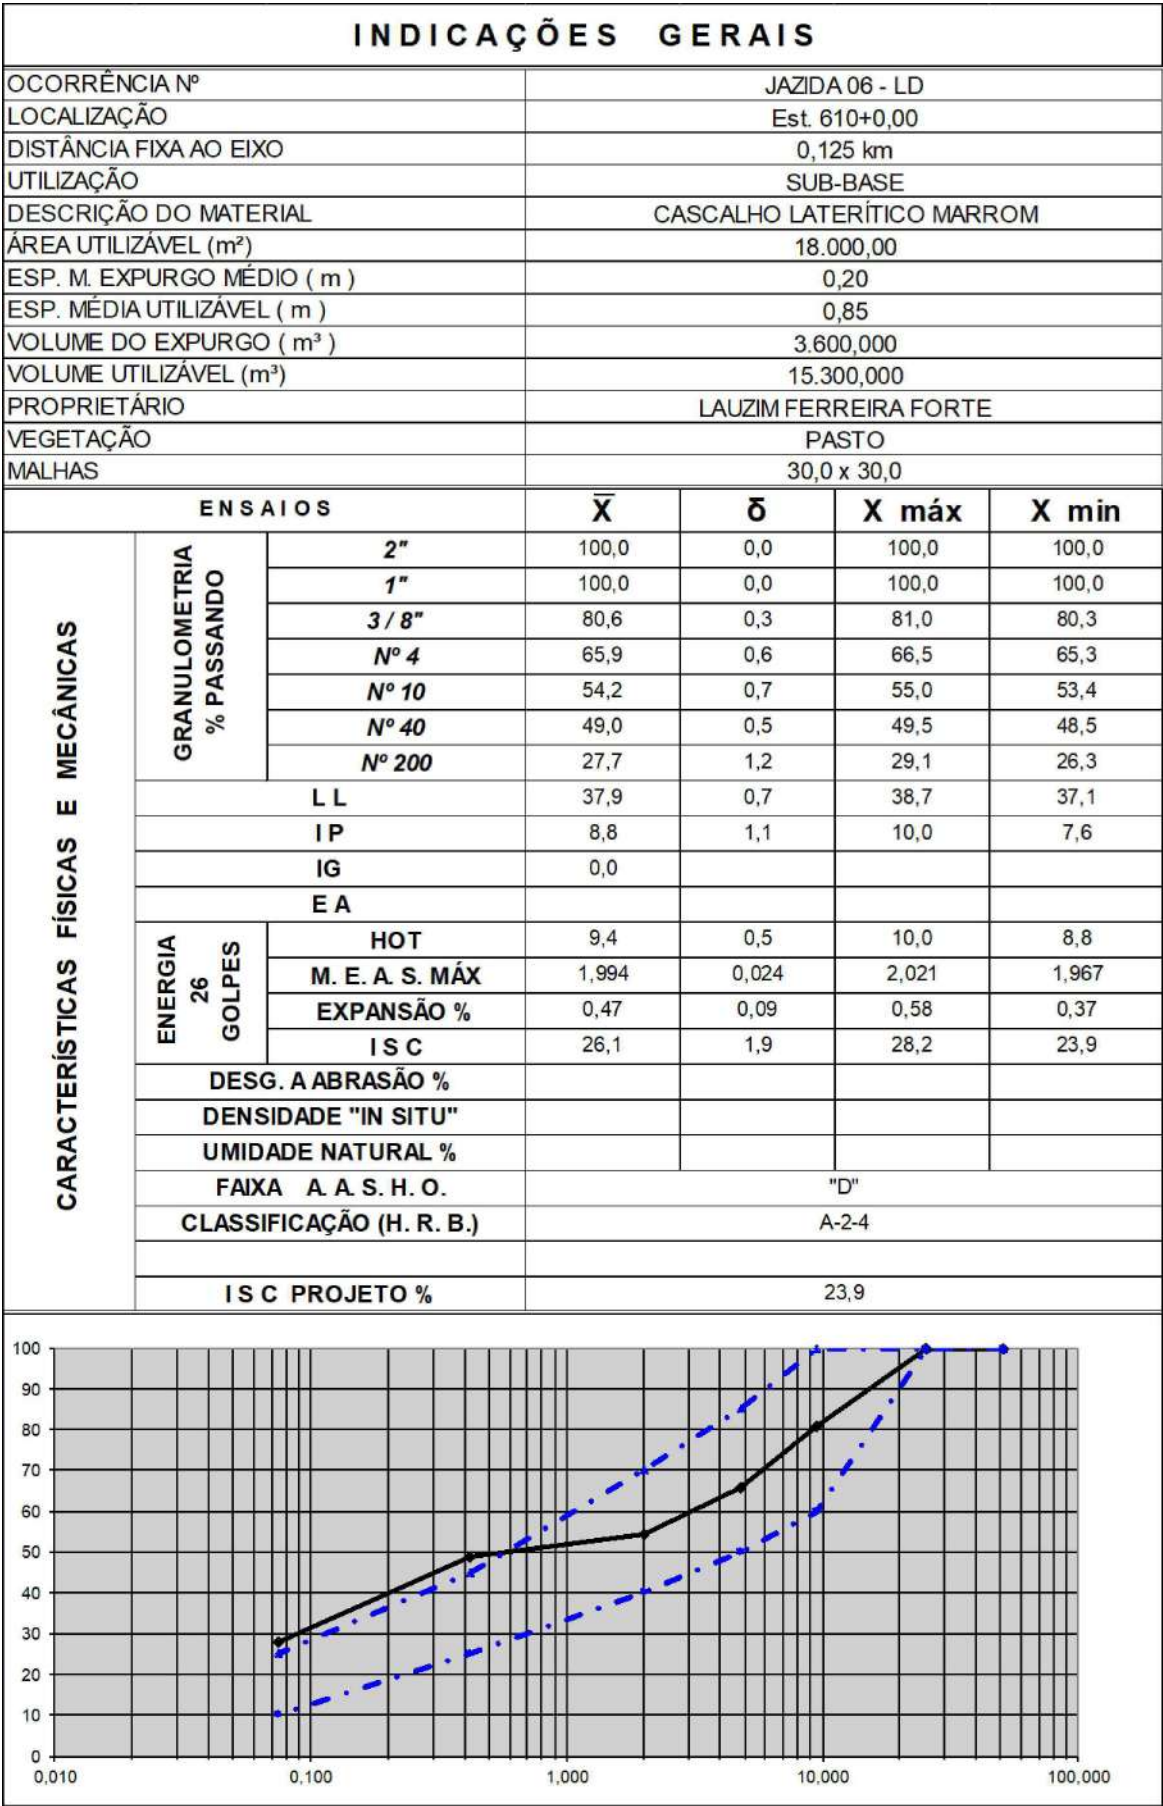 INDICAÇÕES GERAIS
OCORRÊNCIA Nº JAZIDA 06 - LD
LOCALIZAÇÃO Est. 610+0,00
DISTÂNCIA FIXA AO EIXO 0,125 km
UTILIZAÇÃO SUB-BASE
DESCRIÇÃO DO MATERIAL CASCALHO LATERÍTICO MARROM
ÁREA UTILIZÁVEL (m²) 18.000,00
ESP. M. EXPURGO MÉDIO ( m ) 0,20
ESP. MÉDIA UTILIZÁVEL ( m ) 0,85
VOLUME DO EXPURGO ( m³ ) 3.600,000
VOLUME UTILIZÁVEL (m³) 15.300,000
PROPRIETÁRIO LAUZIM FERREIRA FORTE
VEGETAÇÃO PASTO
MALHAS 30,0 x 30,0
ENSAIOS X̅ δ X máx X min
CARACTERÍSTICAS FÍSICAS E MECÂNICAS
GRANULOMETRIA
% PASSANDO
2" 100,0 0,0 100,0 100,0
1" 100,0 0,0 100,0 100,0
3 / 8" 80,6 0,3 81,0 80,3
Nº 4 65,9 0,6 66,5 65,3
Nº 10 54,2 0,7 55,0 53,4
Nº 40 49,0 0,5 49,5 48,5
Nº 200 27,7 1,2 29,1 26,3
L L 37,9 0,7 38,7 37,1
I P 8,8 1,1 10,0 7,6
IG 0,0
E A
ENERGIA
26
GOLPES
HOT 9,4 0,5 10,0 8,8
M. E. A. S. MÁX 1,994 0,024 2,021 1,967
EXPANSÃO % 0,47 0,09 0,58 0,37
I S C 26,1 1,9 28,2 23,9
DESG. A ABRASÃO %
DENSIDADE "IN SITU"
UMIDADE NATURAL %
FAIXA A. A. S. H. O. "D"
CLASSIFICAÇÃO (H. R. B.) A-2-4
I S C PROJETO % 23,9
100
90
80
70
60
50
40
30
20
10
0
0,010 0,100 1,000 10,000 100,000